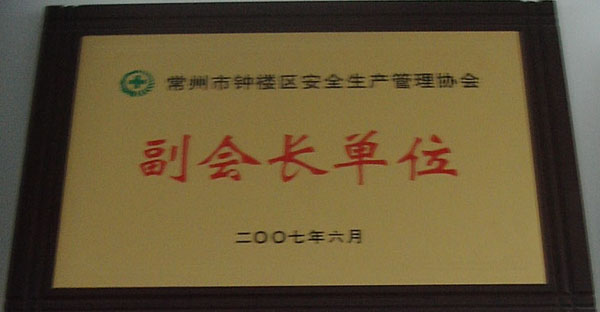 常州市钟楼区安全生产管理协会
副会长单位
二〇〇七年六月